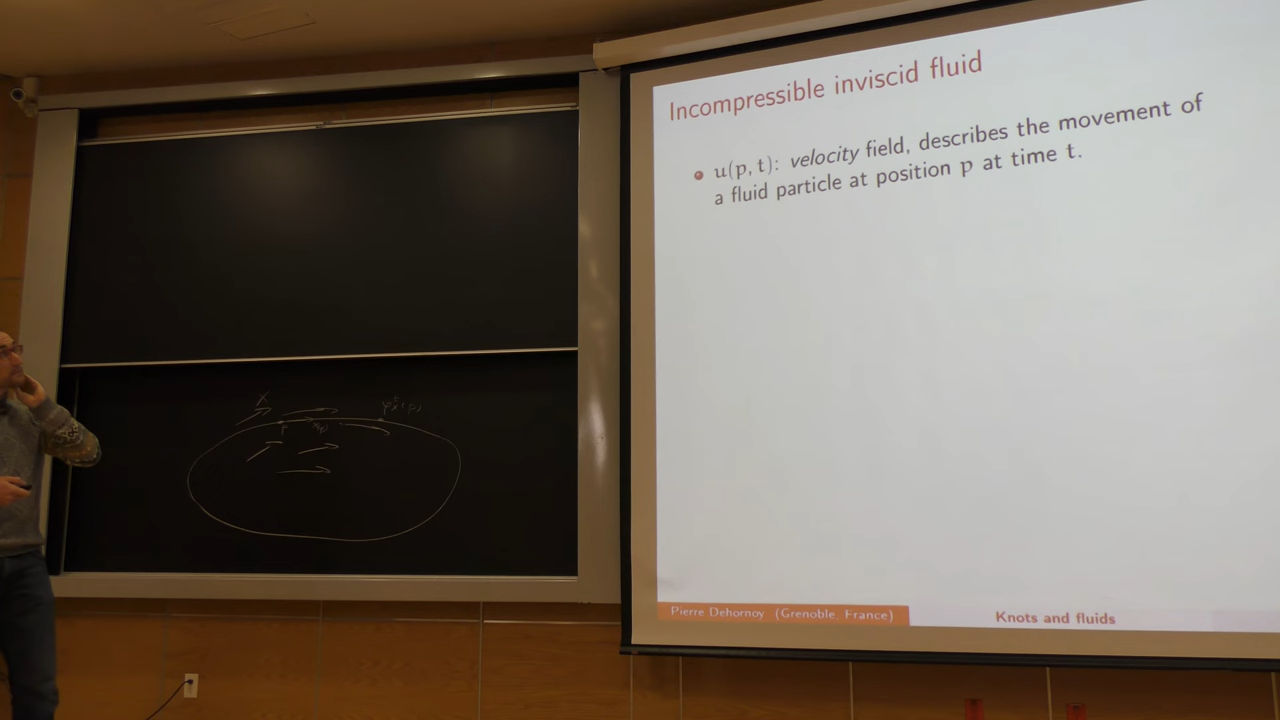 Incompressible inviscid fluid
u(p, t): velocity field, describes the movement of
a fluid particle at position p at time t.
Pierre Dehornoy (Grenoble, France)
Knots and fluids
X
p